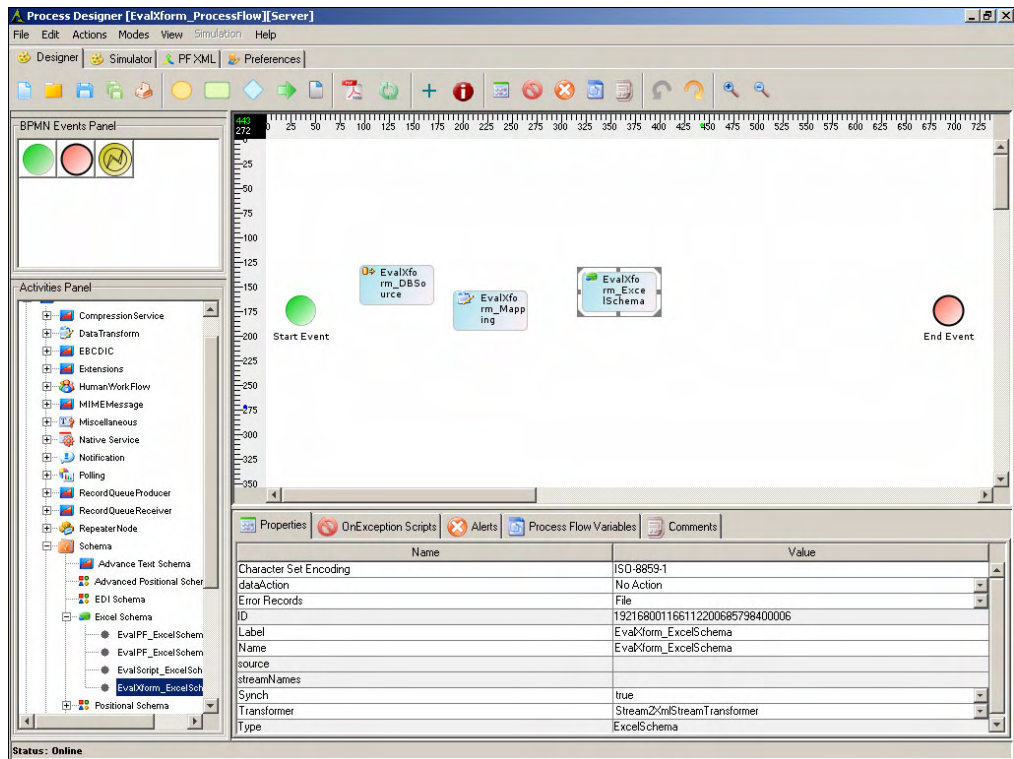 Process Designer [EvalXform_ProcessFlow][Server]
File Edit Actions Modes View Simulation Help
Designer Simulator PF XML Preferences
BPMN Events Panel
443
272
0 25 50 75 100 125 150 175 200 225 250 275 300 325 350 375 400 425 450 475 500 525 550 575 600 625 650 675 700 725
0
25
50
75
100
125
150
175
200
225
250
275
300
325
350
EvalXfo
rm_DBSo
urce
EvalXfo
rm_Mapp
ing
EvalXfo
rm_Exce
lSchema
Start Event
End Event
Activities Panel
CompressionService
DataTransform
EBCDIC
Extensions
HumanWorkFlow
MIMEMessage
Miscellaneous
Native Service
Notification
Polling
RecordQueueProducer
RecordQueueReceiver
RepeaterNode
Schema
Advance Text Schema
Advanced Positional Scher
EDI Schema
Excel Schema
EvalPF_ExcelSchem
EvalPF_ExcelSchem
EvalScript_ExcelSch
EvalXform_ExcelSch
Positional Schema
Properties OnException Scripts Alerts Process Flow Variables Comments
Name Value
Character Set Encoding ISO-8859-1
dataAction No Action
Error Records File
ID 192168001166112200685798400006
Label EvalXform_ExcelSchema
Name EvalXform_ExcelSchema
source
streamNames
Synch true
Transformer Stream2XmlStreamTransformer
Type ExcelSchema
Status: Online